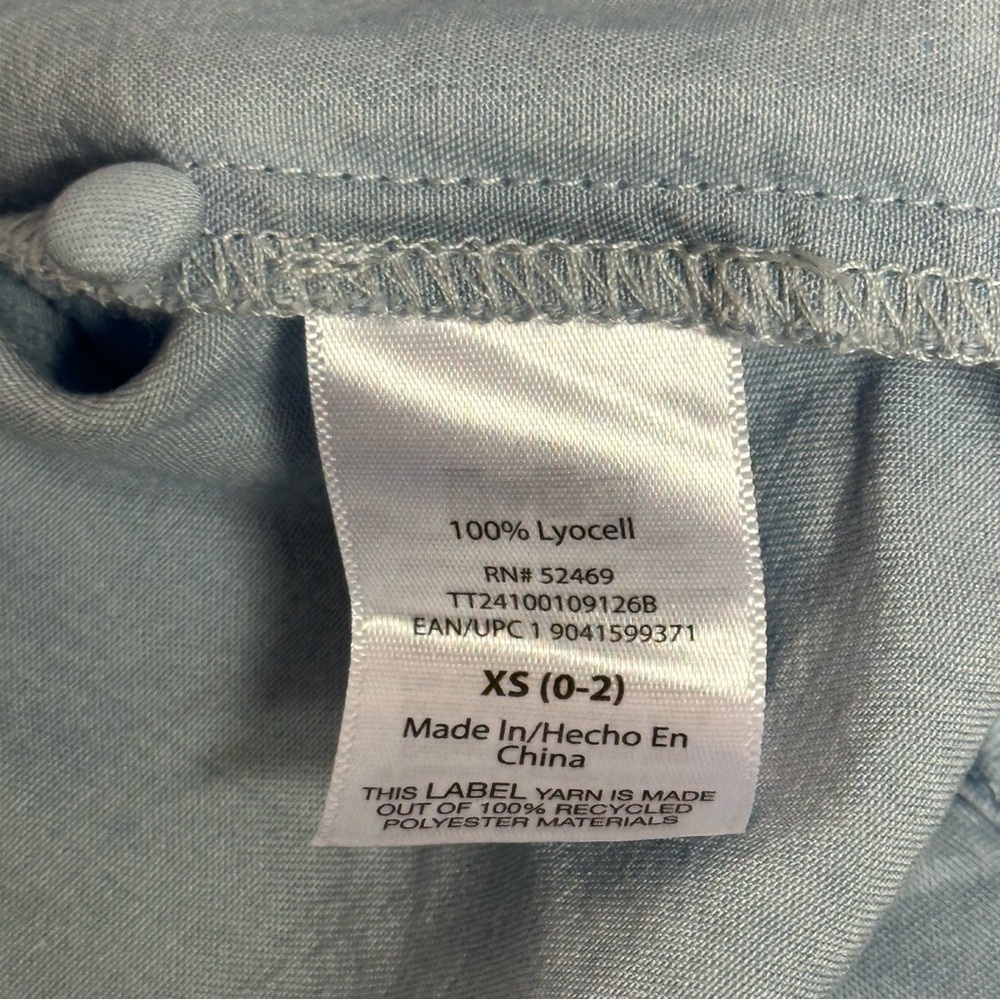 100% Lyocell
RN# 52469
TT24100109126B
EAN/UPC 1 9041599371
XS (0-2)
Made In/Hecho En
China
THIS LABEL YARN IS MADE
OUT OF 100% RECYCLED
POLYESTER MATERIALS